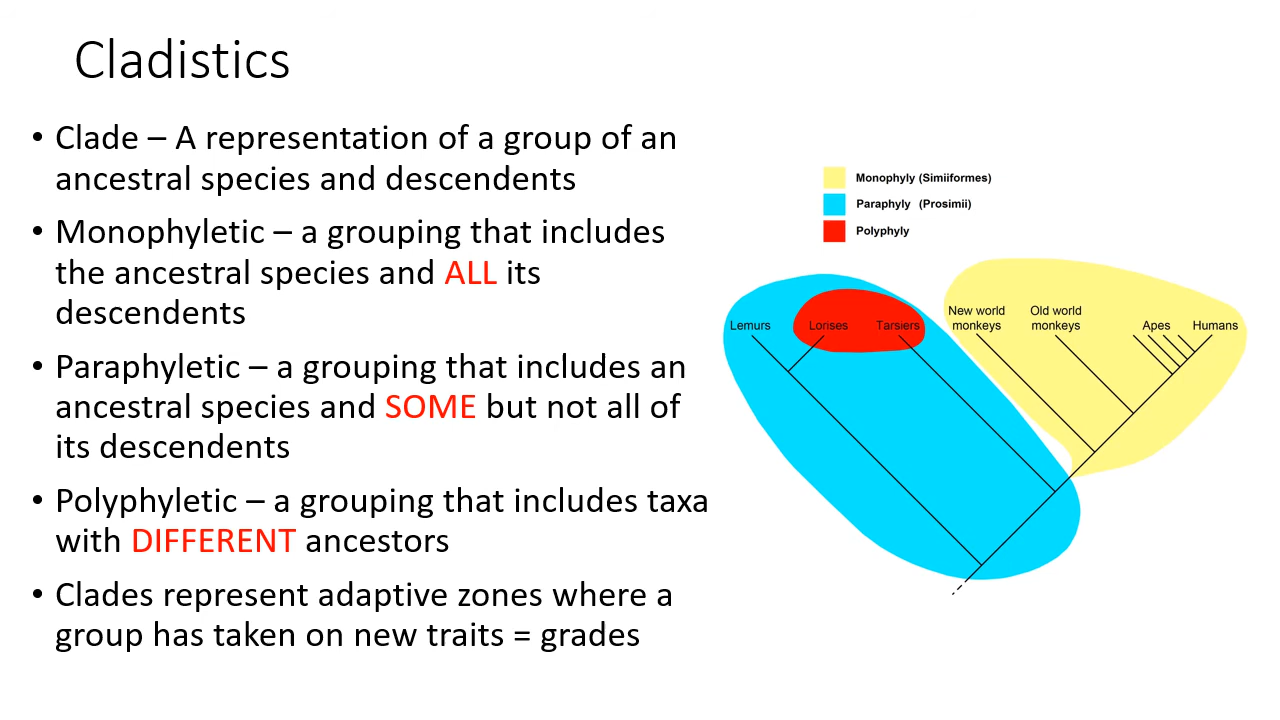 Cladistics
• Clade – A representation of a group of an
ancestral species and descendents
• Monophyletic – a grouping that includes
the ancestral species and ALL its
descendents
• Paraphyletic – a grouping that includes an
ancestral species and SOME but not all of
its descendents
• Polyphyletic – a grouping that includes taxa
with DIFFERENT ancestors
• Clades represent adaptive zones where a
group has taken on new traits = grades
Monophyly (Simiiformes)
Paraphyly (Prosimii)
Polyphyly
Lemurs
Lorises
Tarsiers
New world
monkeys
Old world
monkeys
Apes
Humans